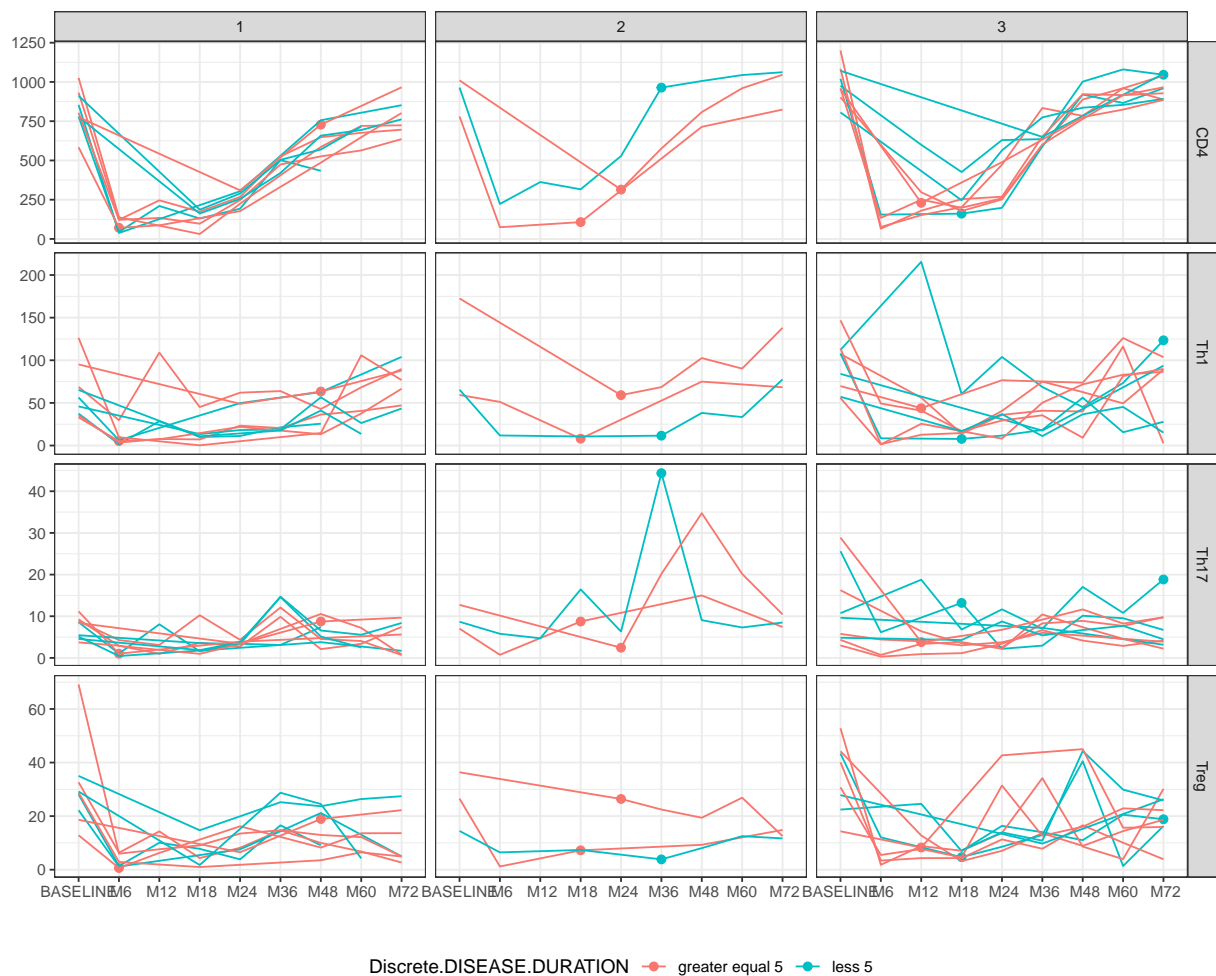 1 2 3
1250
1000
750
500
250
0
CD4
200
150
100
50
0
Th1
40
30
20
10
0
Th17
60
40
20
0
Treg
BASELINE M6 M12 M18 M24 M36 M48 M60 M72 BASELINE M6 M12 M18 M24 M36 M48 M60 M72 BASELINE M6 M12 M18 M24 M36 M48 M60 M72
Discrete.DISEASE.DURATION greater equal 5 less 5